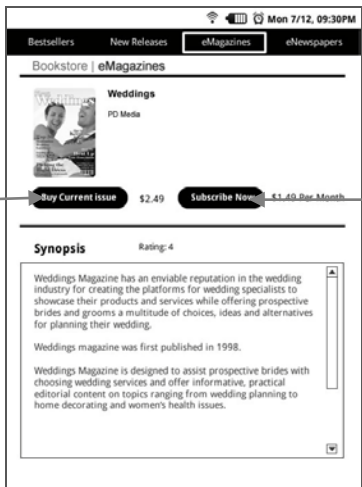 Mon 7/12, 09:30PM
Bestsellers New Releases eMagazines eNewspapers
Bookstore | eMagazines
Weddings
Weddings
PD Media
Buy Current issue $2.49 Subscribe Now $1.49 Per Month
Synopsis Rating: 4
Weddings Magazine has an enviable reputation in the wedding
industry for creating the platforms for wedding specialists to
showcase their products and services while offering prospective
brides and grooms a multitude of choices, ideas and alternatives
for planning their wedding.
Weddings magazine was first published in 1998.
Weddings Magazine is designed to assist prospective brides with
choosing wedding services and offer informative, practical
editorial content on topics ranging from wedding planning to
home decorating and women's health issues.